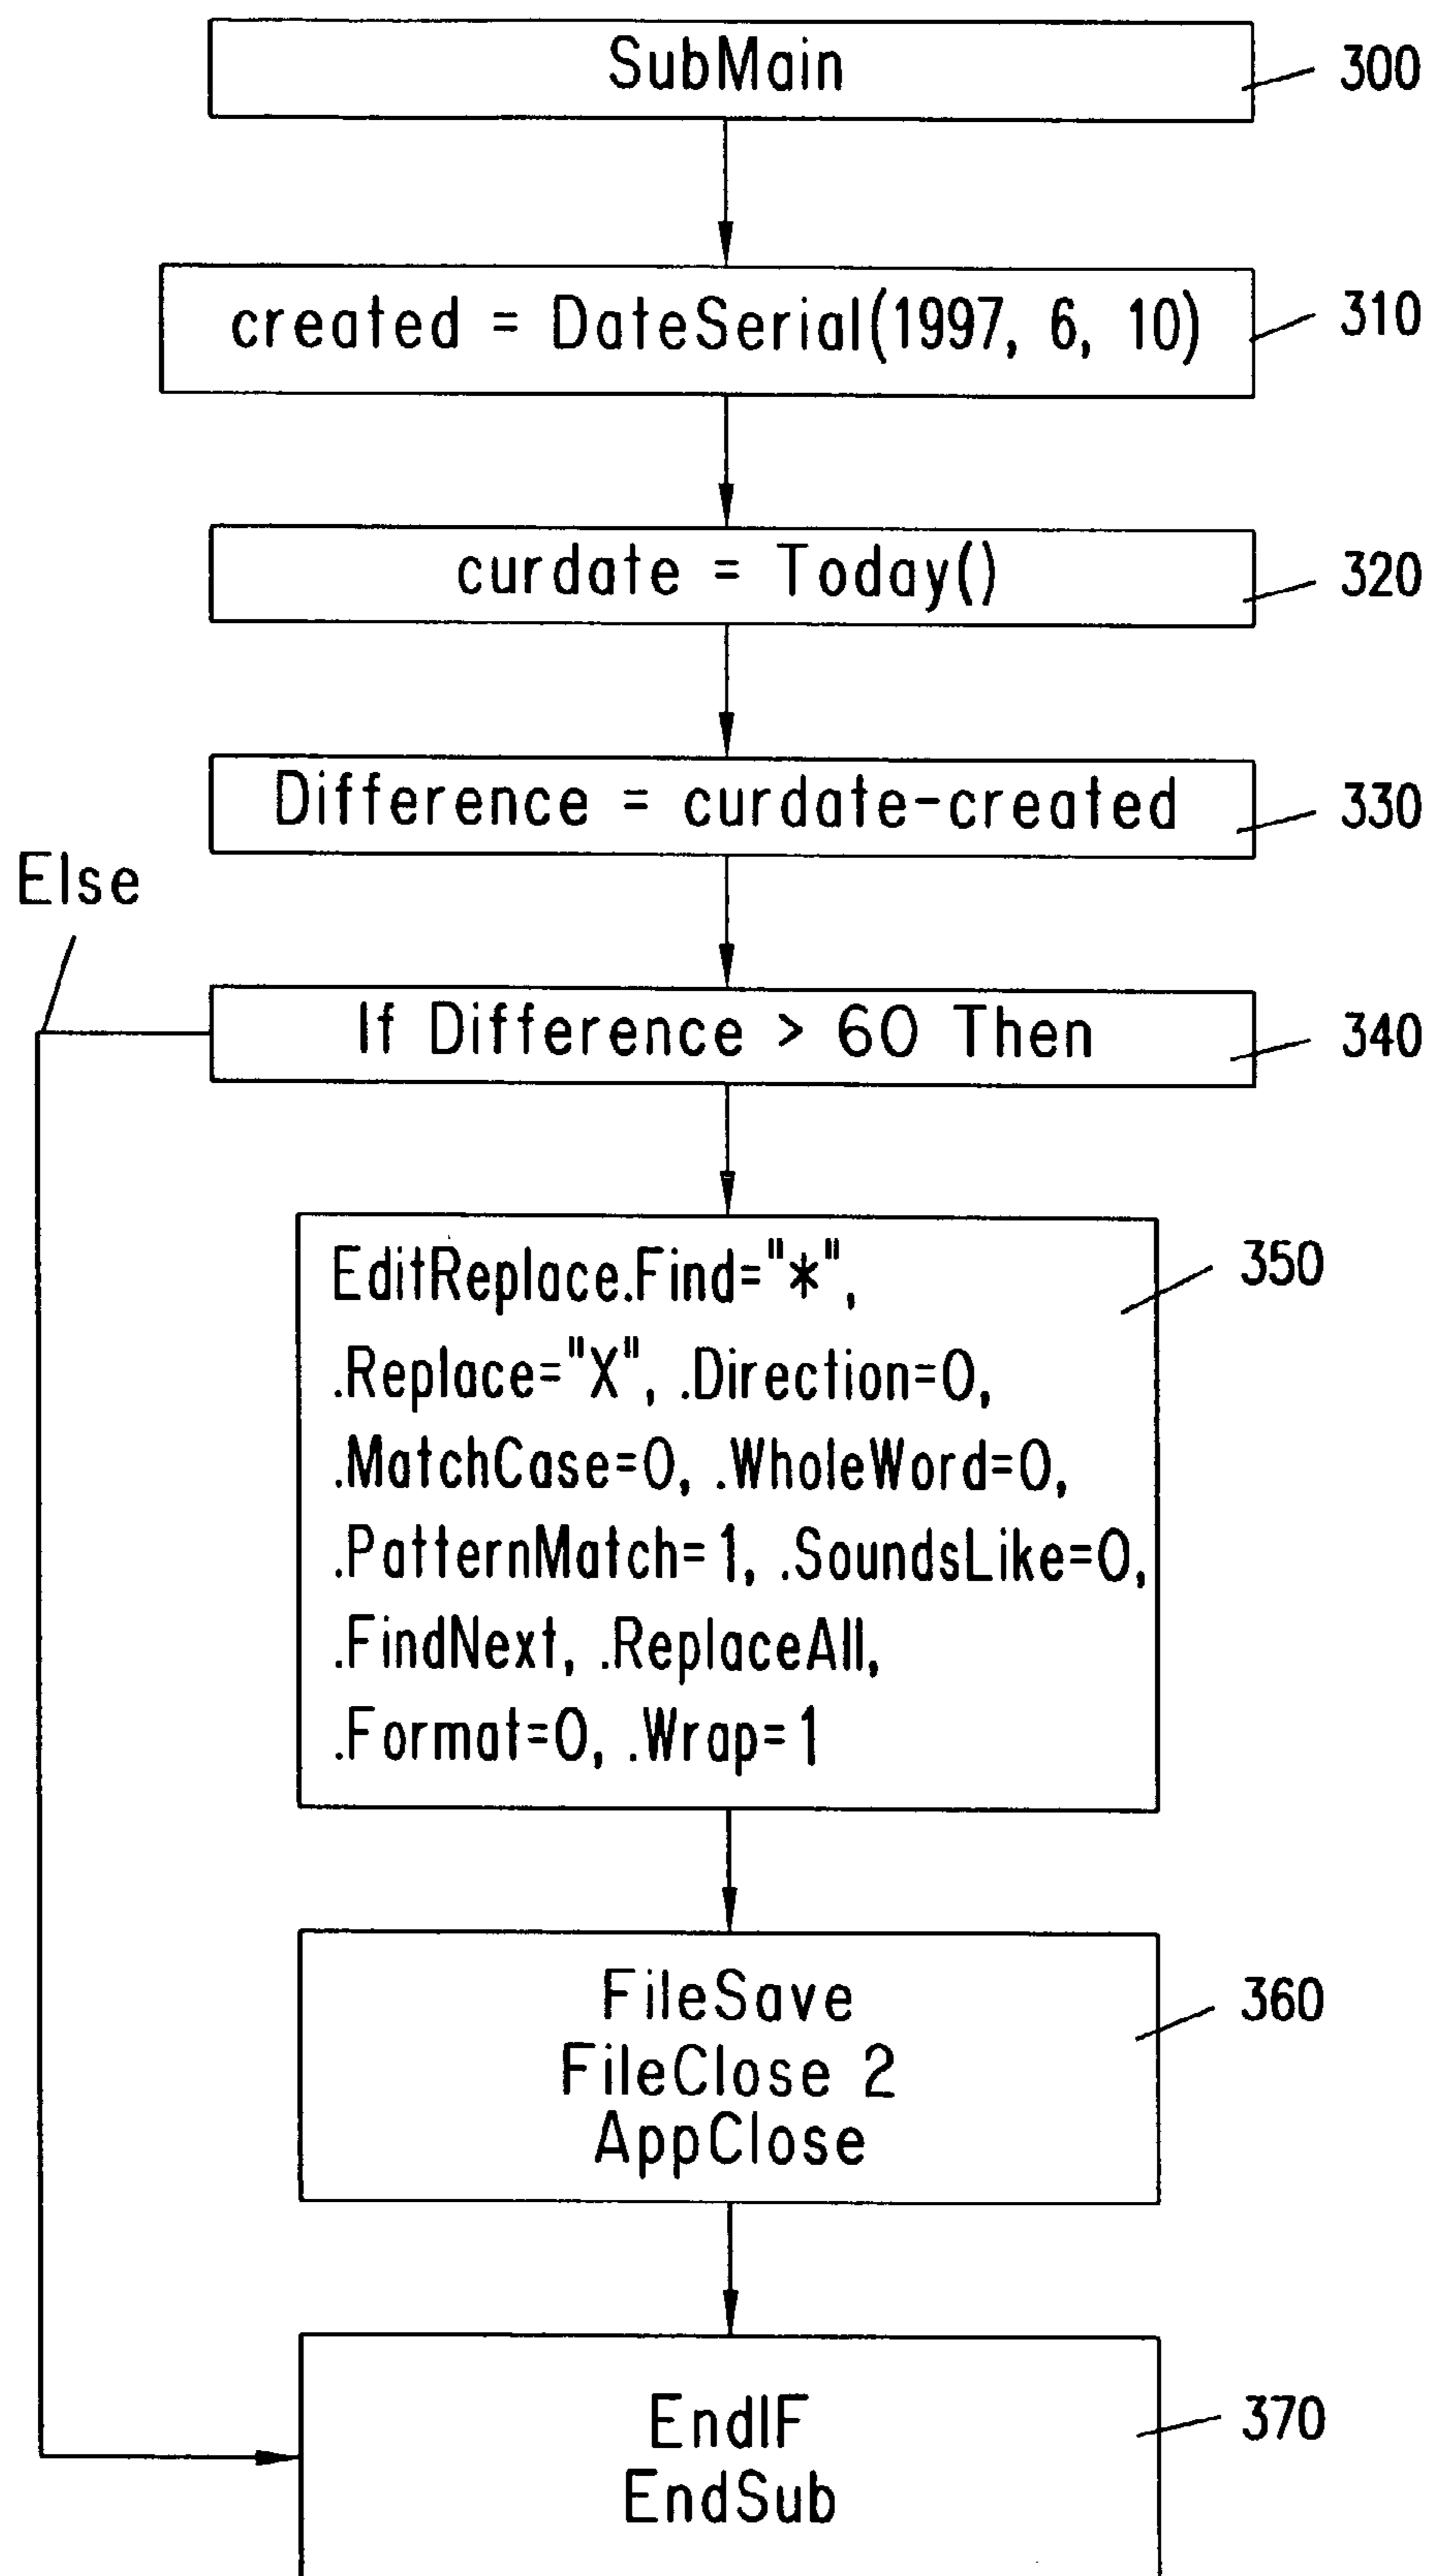 SubMain
300
created = DateSerial(1997, 6, 10)
310
curdate = Today()
320
Difference = curdate-created
330
Else
If Difference > 60 Then
340
EditReplace.Find="*",
.Replace="X", .Direction=0,
.MatchCase=0, .WholeWord=0,
.PatternMatch=1, .SoundsLike=0,
.FindNext, .ReplaceAll,
.Format=0, .Wrap=1
350
FileSave
FileClose 2
AppClose
360
EndIF
EndSub
370